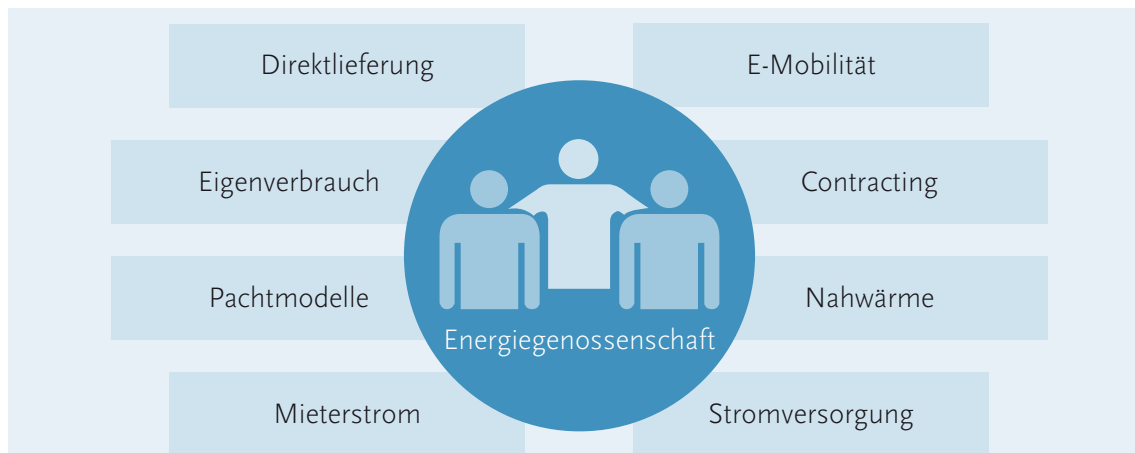 Direktlieferung
E-Mobilität
Eigenverbrauch
Contracting
Pachtmodelle
Nahwärme
Energiegenossenschaft
Mieterstrom
Stromversorgung